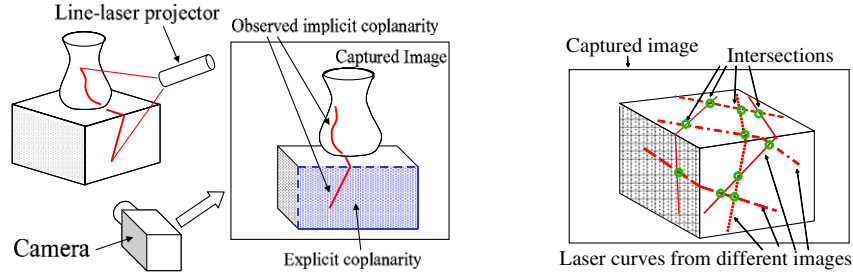 Line-laser projector
Observed implicit coplanarity
Captured Image
Camera
Explicit coplanarity
Captured image
Intersections
Laser curves from different images